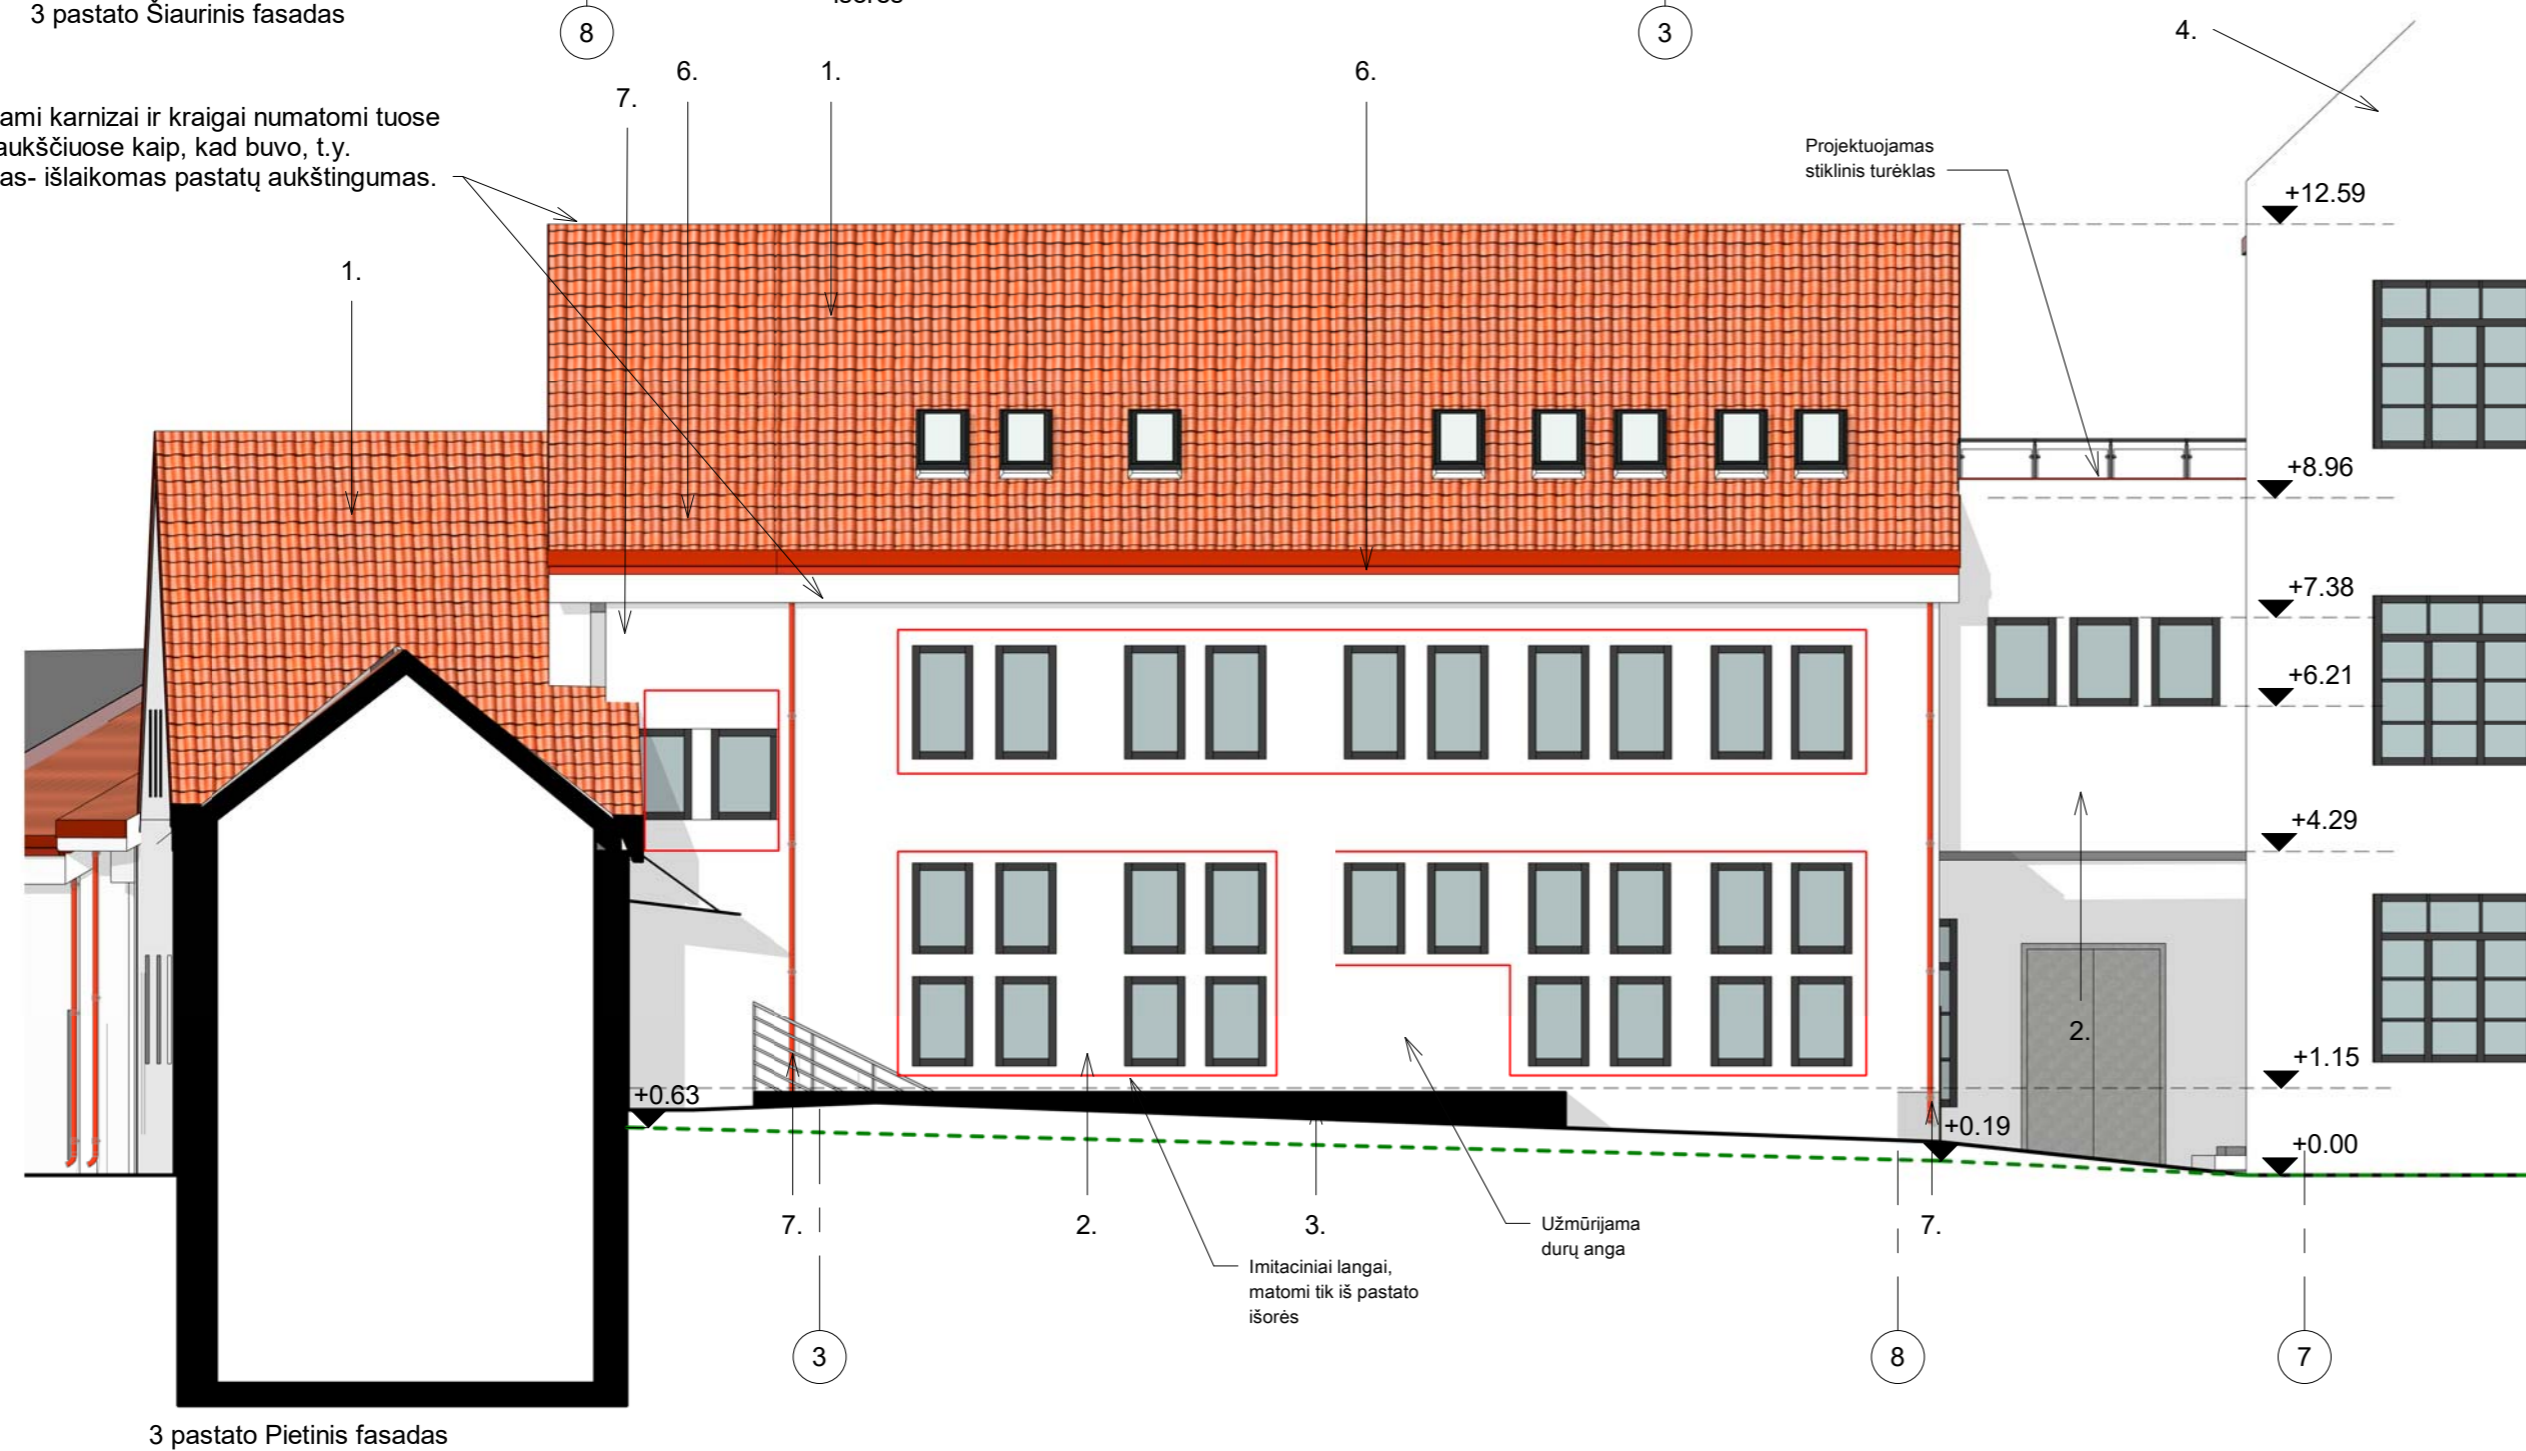 3 pastato Šiaurinis fasadas
8
3
4.
6.
1.
6.
7.
ami karnizai ir kraigai numatomi tuose
aukščiuose kaip, kad buvo, t.y.
as- išlaikomas pastatų aukštingumas.
Projektuojamas
stiklinis turėklas
+12.59
1.
+8.96
+7.38
+6.21
+4.29
2.
+1.15
+0.63
+0.19
+0.00
7.
2.
3.
Užmūrijama
durų anga
7.
Imitaciniai langai,
matomi tik iš pastato
išorės
3
8
7
3 pastato Pietinis fasadas